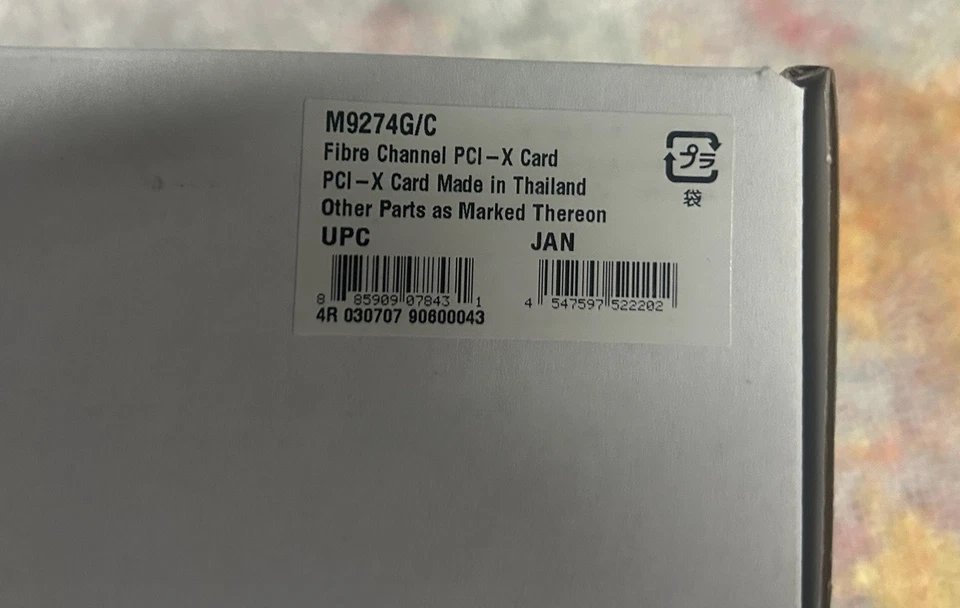 M9274G/C
Fibre Channel PCI-X Card
PCI-X Card Made in Thailand
Other Parts as Marked Thereon
プラ
袋
UPC
JAN
8 85909 07843 1
4 547597 522202
4R 030707 90600043